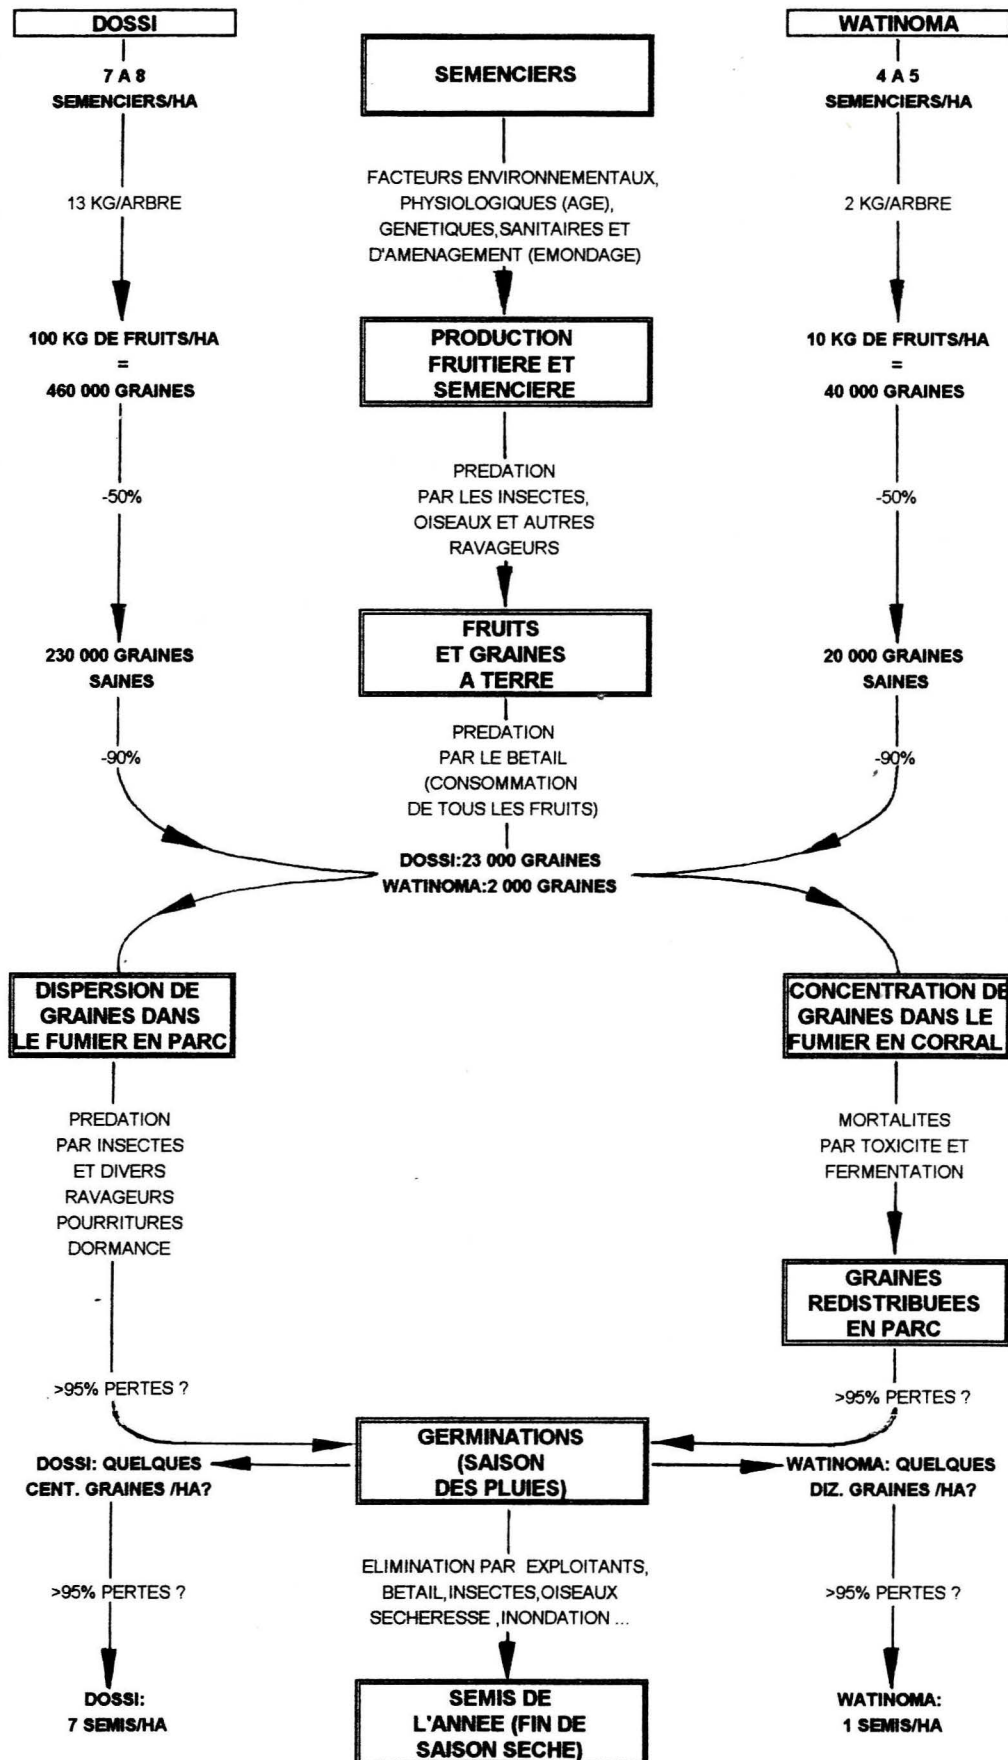 DOSSI
WATINOMA
7 A 8
SEMENCIERS/HA
SEMENCIERS
4 A 5
SEMENCIERS/HA
13 KG/ARBRE
FACTEURS ENVIRONNEMENTAUX,
PHYSIOLOGIQUES (AGE),
GENETIQUES,SANITAIRES ET
D'AMENAGEMENT (EMONDAGE)
2 KG/ARBRE
100 KG DE FRUITS/HA
=
460 000 GRAINES
PRODUCTION
FRUITIERE ET
SEMENCIERE
10 KG DE FRUITS/HA
=
40 000 GRAINES
-50%
PREDATION
PAR LES INSECTES,
OISEAUX ET AUTRES
RAVAGEURS
-50%
230 000 GRAINES
SAINES
FRUITS
ET GRAINES
A TERRE
20 000 GRAINES
SAINES
-90%
PREDATION
PAR LE BETAIL
(CONSOMMATION
DE TOUS LES FRUITS)
-90%
DOSSI:23 000 GRAINES
WATINOMA:2 000 GRAINES
DISPERSION DE
GRAINES DANS
LE FUMIER EN PARC
CONCENTRATION DE
GRAINES DANS LE
FUMIER EN CORRAL
PREDATION
PAR INSECTES
ET DIVERS
RAVAGEURS
POURRITURES
DORMANCE
MORTALITES
PAR TOXICITE ET
FERMENTATION
GRAINES
REDISTRIBUEES
EN PARC
>95% PERTES ?
>95% PERTES ?
GERMINATIONS
(SAISON
DES PLUIES)
DOSSI: QUELQUES
CENT. GRAINES /HA?
WATINOMA: QUELQUES
DIZ. GRAINES /HA?
>95% PERTES ?
ELIMINATION PAR EXPLOITANTS,
BETAIL,INSECTES,OISEAUX
SECHERESSE ,INONDATION ...
>95% PERTES ?
DOSSI:
7 SEMIS/HA
SEMIS DE
L'ANNEE (FIN DE
SAISON SECHE)
WATINOMA:
1 SEMIS/HA